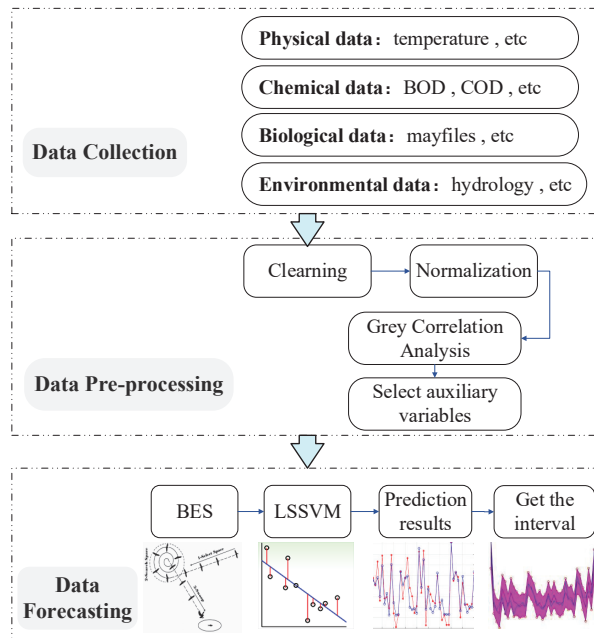 Physical data: temperature , etc
Chemical data: BOD , COD , etc
Biological data: mayfiles , etc
Environmental data: hydrology , etc
Data Collection
Clearning
Normalization
Grey Correlation
Analysis
Select auxiliary
variables
Data Pre-processing
BES
LSSVM
Prediction
results
Get the
interval
Data
Forecasting